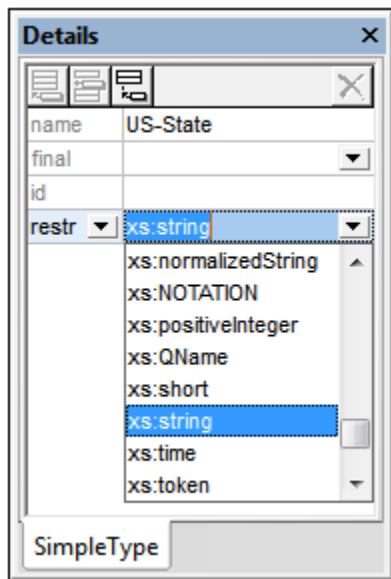 Details
name US-State
final
id
restr xs:string
xs:normalizedString
xs:NOTATION
xs:positiveInteger
xs:QName
xs:short
xs:string
xs:time
xs:token
SimpleType